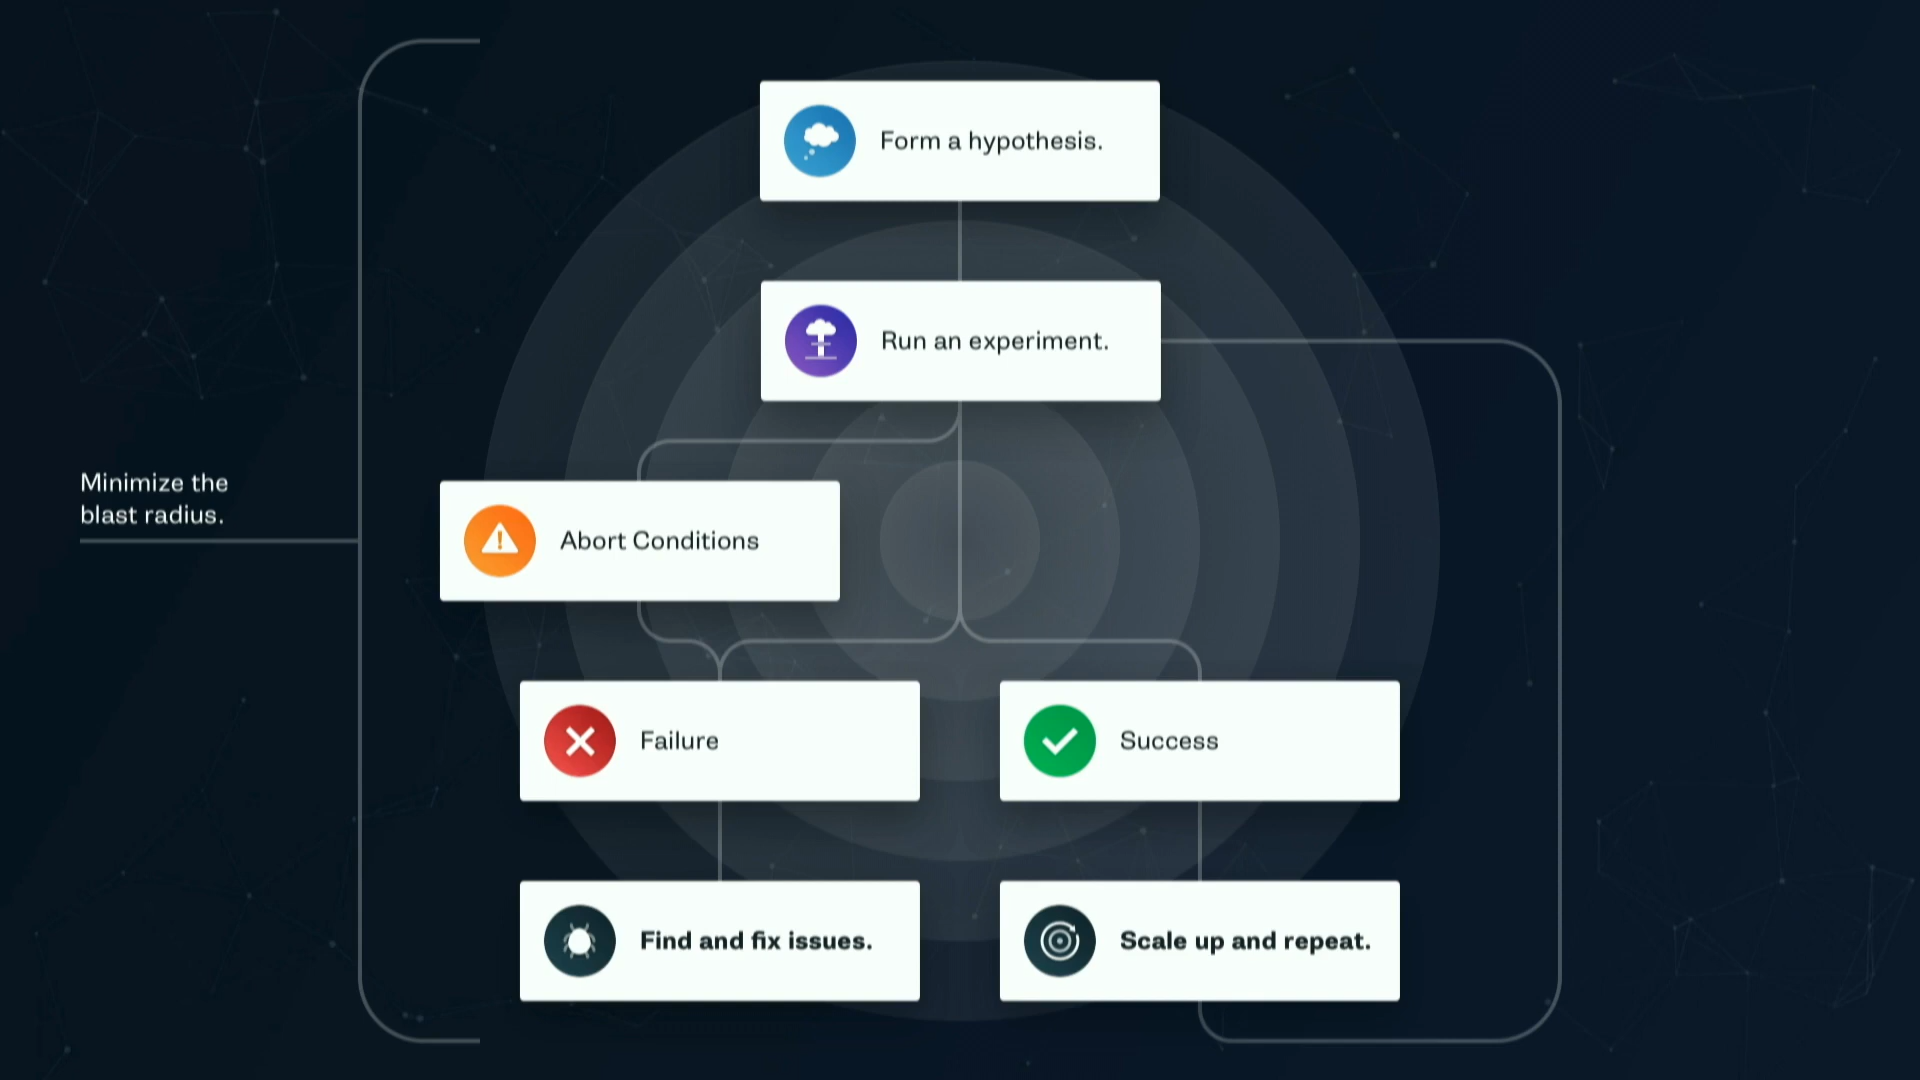 Form a hypothesis.
Run an experiment.
Minimize the
blast radius.
Abort Conditions
Failure
Success
Find and fix issues.
Scale up and repeat.